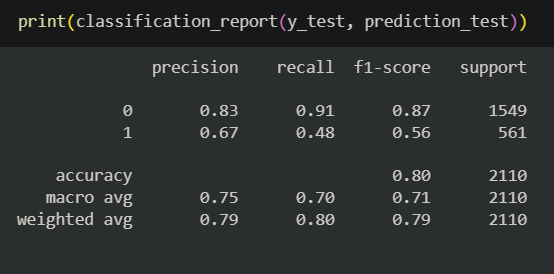 print(classification_report(y_test, prediction_test))
precision recall f1-score support
0 0.83 0.91 0.87 1549
1 0.67 0.48 0.56 561
accuracy 0.80 2110
macro avg 0.75 0.70 0.71 2110
weighted avg 0.79 0.80 0.79 2110